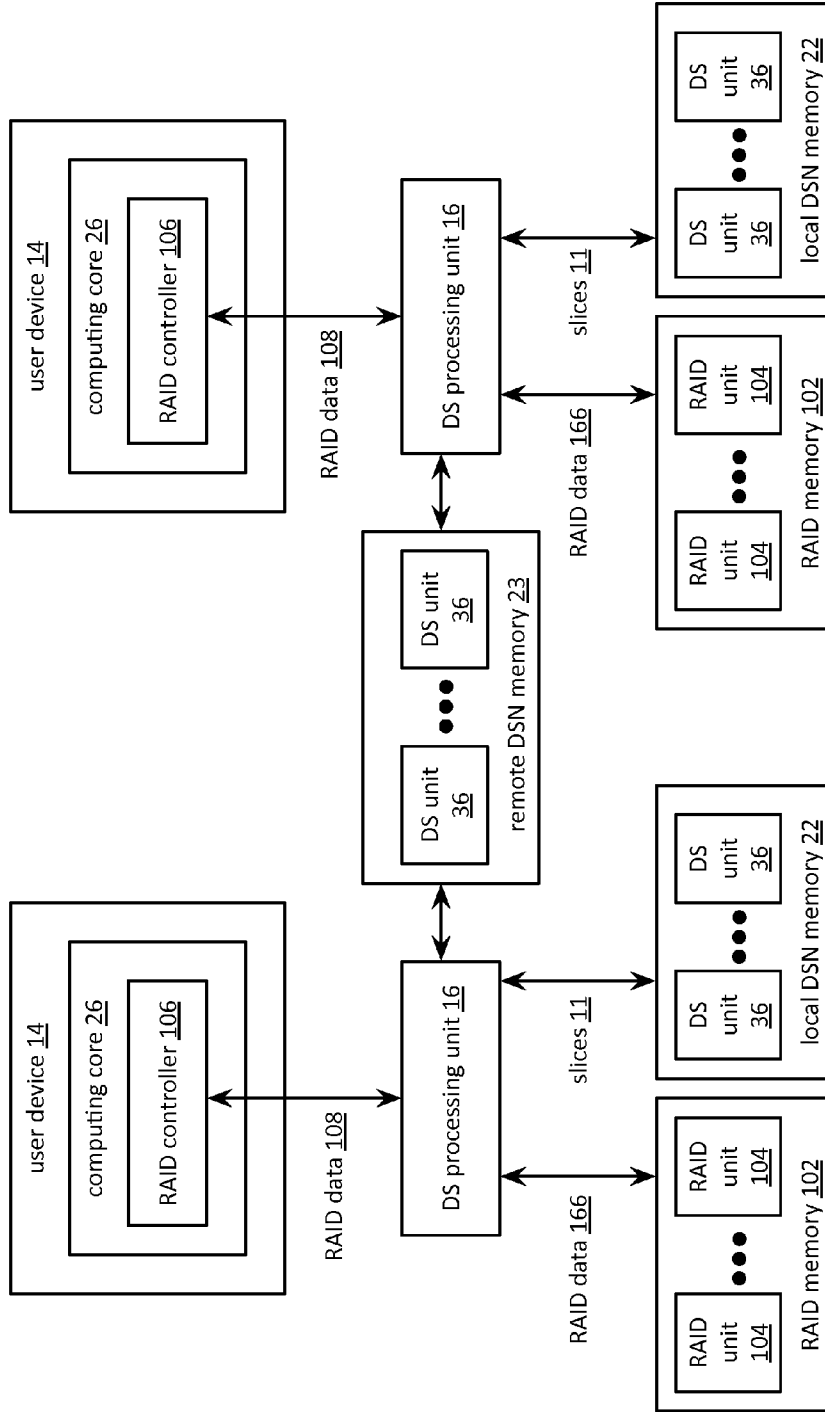 user device 14
computing core 26
RAID controller 106
RAID data 108
DS processing unit 16
RAID data 166
slices 11
RAID
unit
104
RAID
unit
104
RAID memory 102
DS
unit
36
DS
unit
36
local DSN memory 22
DS unit
36
DS unit
36
remote DSN memory 23
user device 14
computing core 26
RAID controller 106
RAID data 108
DS processing unit 16
RAID data 166
slices 11
RAID
unit
104
RAID
unit
104
RAID memory 102
DS
unit
36
DS
unit
36
local DSN memory 22